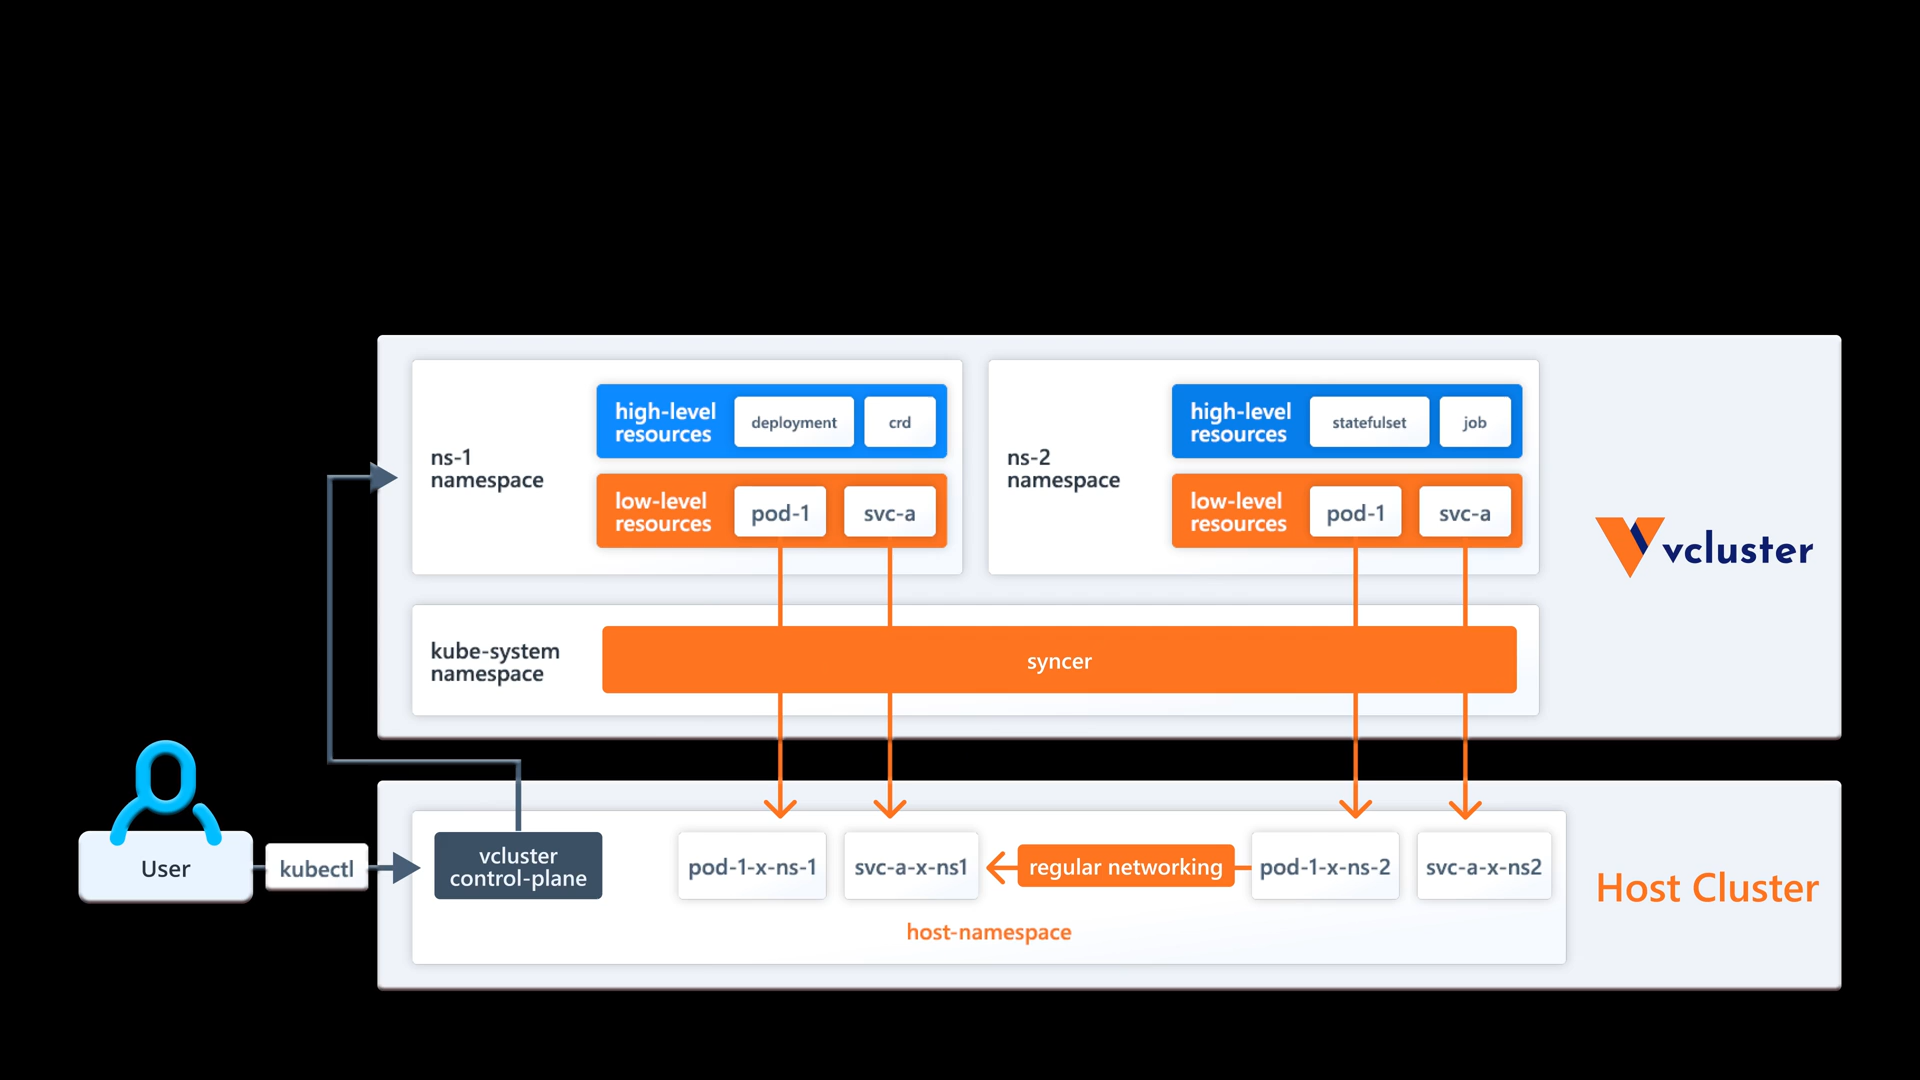 ns-1
namespace
high-level
resources
deployment
crd
low-level
resources
pod-1
svc-a
ns-2
namespace
high-level
resources
statefulset
job
low-level
resources
pod-1
svc-a
vcluster
kube-system
namespace
syncer
User
kubectl
vcluster
control-plane
pod-1-x-ns-1
svc-a-x-ns1
regular networking
pod-1-x-ns-2
svc-a-x-ns2
host-namespace
Host Cluster